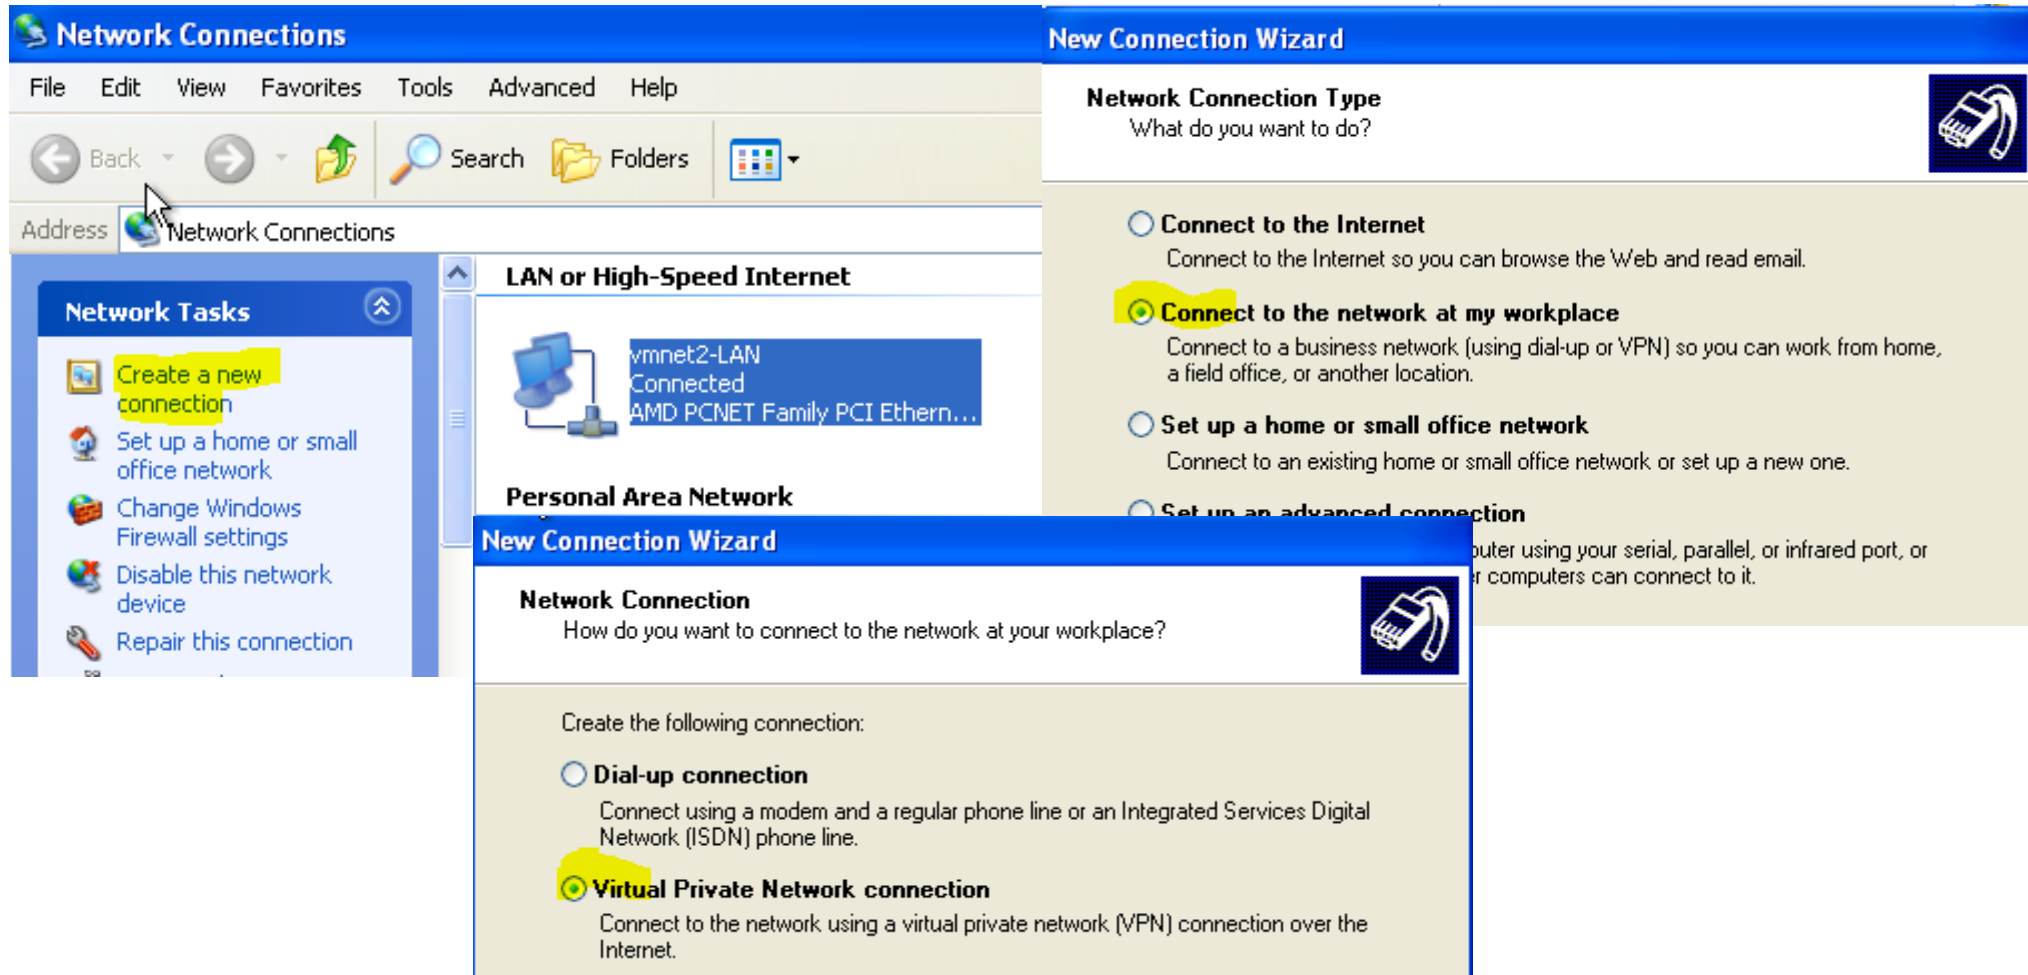 Network Connections
File Edit View Favorites Tools Advanced Help
Back Search Folders
Address Network Connections
Network Tasks
Create a new
connection
Set up a home or small
office network
Change Windows
Firewall settings
Disable this network
device
Repair this connection
LAN or High-Speed Internet
vmnet2-LAN
Connected
AMD PCNET Family PCI Ethern...
Personal Area Network
New Connection Wizard
Network Connection Type
What do you want to do?
Connect to the Internet
Connect to the Internet so you can browse the Web and read email.
Connect to the network at my workplace
Connect to a business network (using dial-up or VPN) so you can work from home,
a field office, or another location.
Set up a home or small office network
Connect to an existing home or small office network or set up a new one.
Set up an advanced connection
using your serial, parallel, or infrared port, or
computers can connect to it.
New Connection Wizard
Network Connection
How do you want to connect to the network at your workplace?
Create the following connection:
Dial-up connection
Connect using a modem and a regular phone line or an Integrated Services Digital
Network (ISDN) phone line.
Virtual Private Network connection
Connect to the network using a virtual private network (VPN) connection over the
Internet.